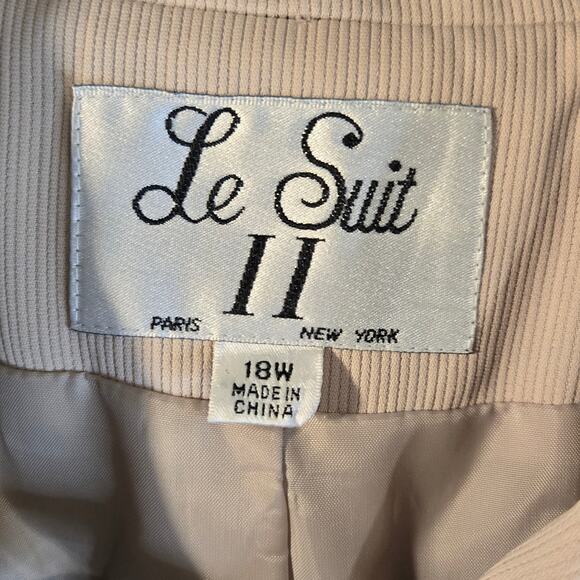 Le Suit
II
PARIS NEW YORK
18W
MADE IN
CHINA